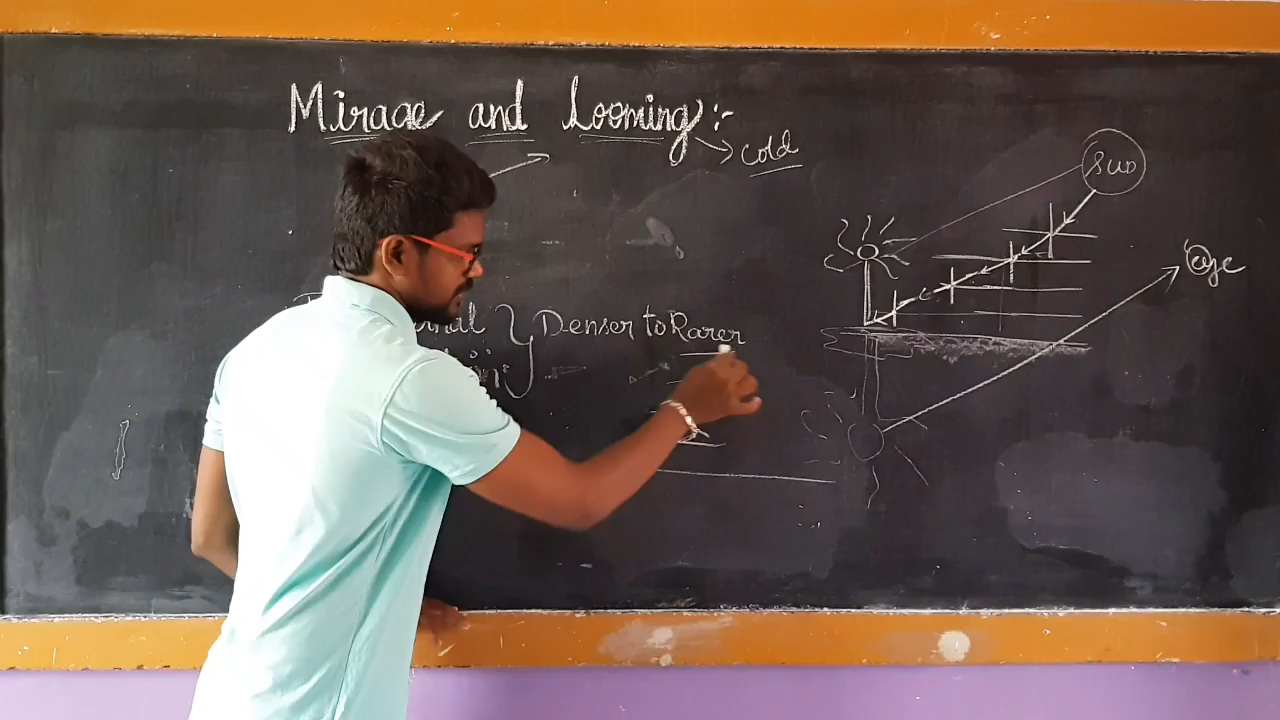 Mirage and Looming :-
cold
Sun
Eye
Denser to Rarer